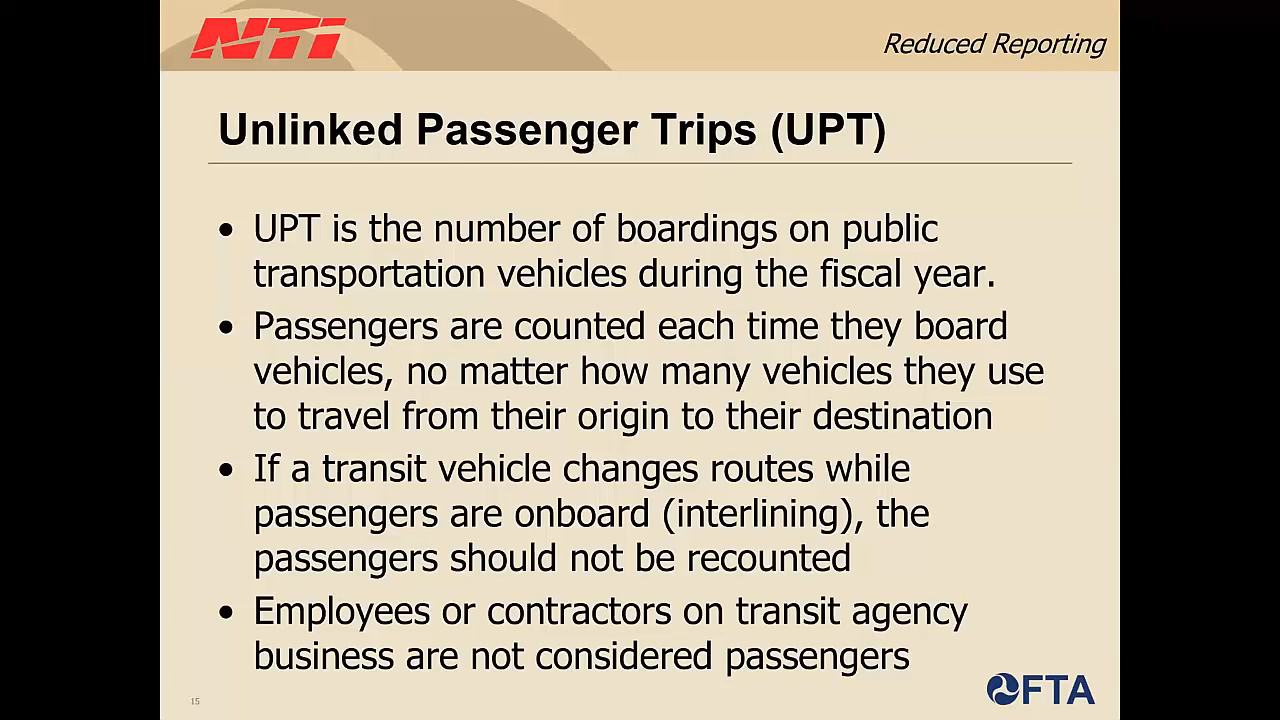 NTI
Reduced Reporting
Unlinked Passenger Trips (UPT)
• UPT is the number of boardings on public
transportation vehicles during the fiscal year.
• Passengers are counted each time they board
vehicles, no matter how many vehicles they use
to travel from their origin to their destination
• If a transit vehicle changes routes while
passengers are onboard (interlining), the
passengers should not be recounted
• Employees or contractors on transit agency
business are not considered passengers
15
FTA